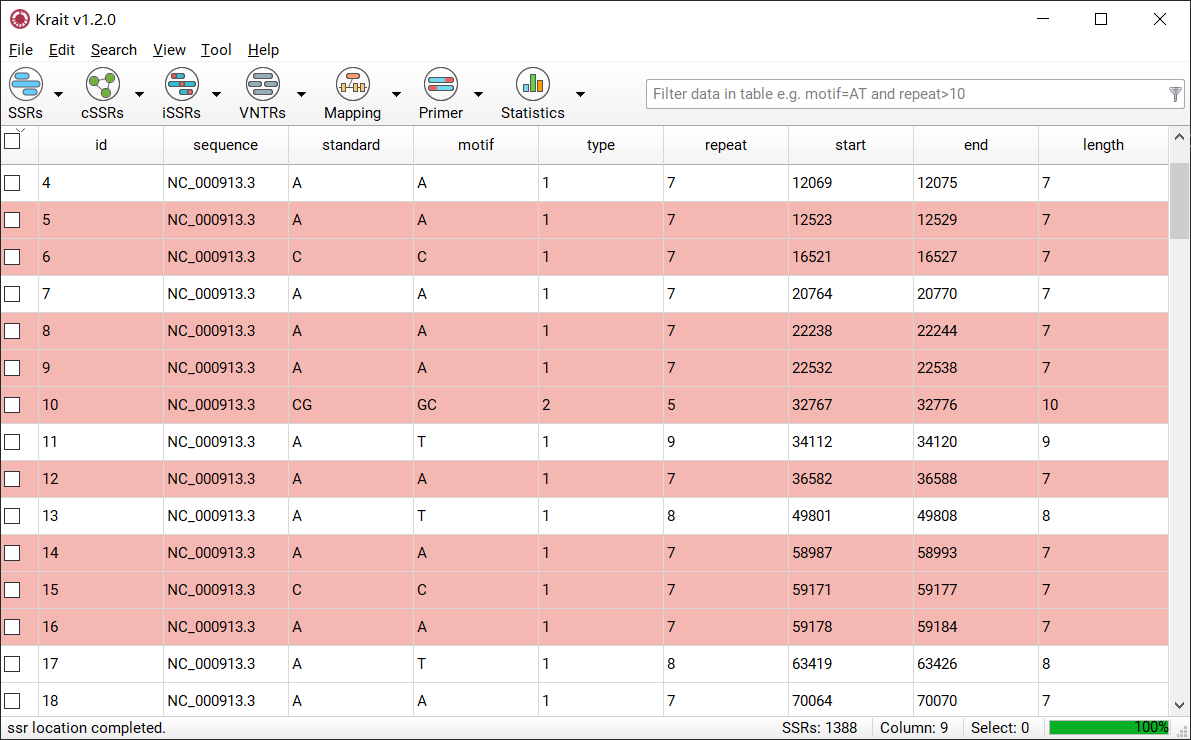 Krait v1.2.0
File Edit Search View Tool Help
SSRs cSSRs iSSRs VNTRs Mapping Primer Statistics Filter data in table e.g. motif=AT and repeat>10
id sequence standard motif type repeat start end length
4 NC_000913.3 A A 1 7 12069 12075 7
5 NC_000913.3 A A 1 7 12523 12529 7
6 NC_000913.3 C C 1 7 16521 16527 7
7 NC_000913.3 A A 1 7 20764 20770 7
8 NC_000913.3 A A 1 7 22238 22244 7
9 NC_000913.3 A A 1 7 22532 22538 7
10 NC_000913.3 CG GC 2 5 32767 32776 10
11 NC_000913.3 A T 1 9 34112 34120 9
12 NC_000913.3 A A 1 7 36582 36588 7
13 NC_000913.3 A T 1 8 49801 49808 8
14 NC_000913.3 A A 1 7 58987 58993 7
15 NC_000913.3 C C 1 7 59171 59177 7
16 NC_000913.3 A A 1 7 59178 59184 7
17 NC_000913.3 A T 1 8 63419 63426 8
18 NC_000913.3 A A 1 7 70064 70070 7
ssr location completed. SSRs: 1388 Column: 9 Select: 0 100%